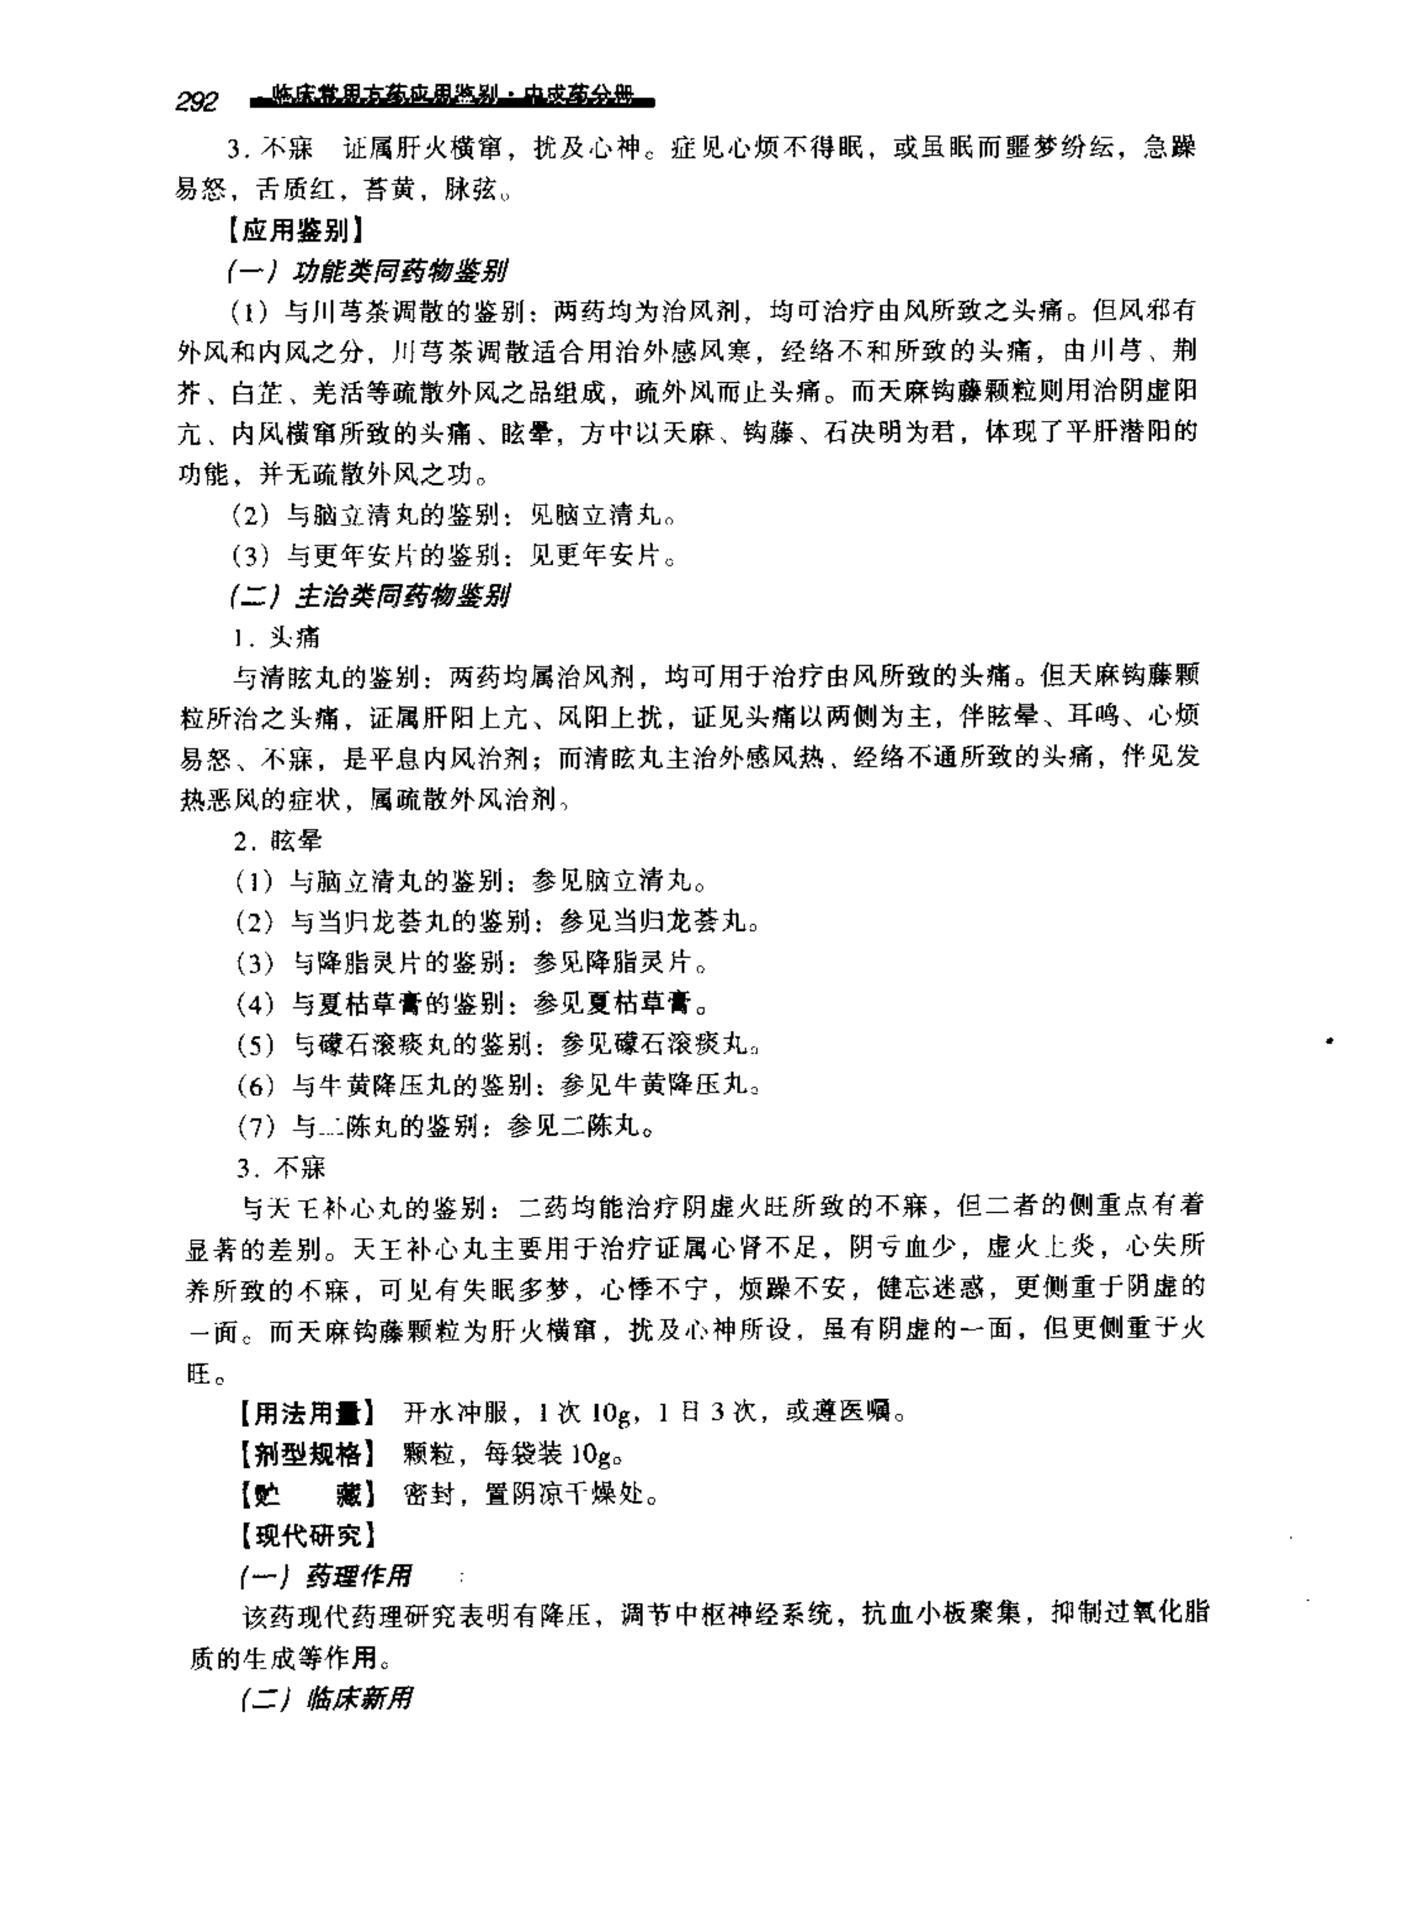 292 临床常用方药应用鉴别·中成药分册
3. 不寐 证属肝火横窜，扰及心神。症见心烦不得眠，或虽眠而噩梦纷纭，急躁
易怒，舌质红，苔黄，脉弦。
【应用鉴别】
（一）功能类同药物鉴别
（1）与川芎茶调散的鉴别：两药均为治风剂，均可治疗由风所致之头痛。但风邪有
外风和内风之分，川芎茶调散适合用治外感风寒，经络不和所致的头痛，由川芎、荆
芥、白芷、羌活等疏散外风之品组成，疏外风而止头痛。而天麻钩藤颗粒则用治阴虚阳
亢、内风横窜所致的头痛、眩晕，方中以天麻、钩藤、石决明为君，体现了平肝潜阳的
功能，并无疏散外风之功。
（2）与脑立清丸的鉴别：见脑立清丸。
（3）与更年安片的鉴别：见更年安片。
（二）主治类同药物鉴别
1. 头痛
与清眩丸的鉴别：两药均属治风剂，均可用于治疗由风所致的头痛。但天麻钩藤颗
粒所治之头痛，证属肝阳上亢、风阳上扰，证见头痛以两侧为主，伴眩晕、耳鸣、心烦
易怒、不寐，是平息内风治剂；而清眩丸主治外感风热、经络不通所致的头痛，伴见发
热恶风的症状，属疏散外风治剂。
2. 眩晕
（1）与脑立清丸的鉴别：参见脑立清丸。
（2）与当归龙荟丸的鉴别：参见当归龙荟丸。
（3）与降脂灵片的鉴别：参见降脂灵片。
（4）与夏枯草膏的鉴别：参见夏枯草膏。
（5）与礞石滚痰丸的鉴别：参见礞石滚痰丸。
（6）与牛黄降压丸的鉴别：参见牛黄降压丸。
（7）与二陈丸的鉴别：参见二陈丸。
3. 不寐
与天王补心丸的鉴别：二药均能治疗阴虚火旺所致的不寐，但二者的侧重点有着
显著的差别。天王补心丸主要用于治疗证属心肾不足，阴亏血少，虚火上炎，心失所
养所致的不寐，可见有失眠多梦，心悸不宁，烦躁不安，健忘迷惑，更侧重于阴虚的
一面。而天麻钩藤颗粒为肝火横窜，扰及心神所设，虽有阴虚的一面，但更侧重于火
旺。
【用法用量】 开水冲服，1次10g，1日3次，或遵医嘱。
【剂型规格】 颗粒，每袋装10g。
【贮  藏】 密封，置阴凉干燥处。
【现代研究】
（一）药理作用
该药现代药理研究表明有降压，调节中枢神经系统，抗血小板聚集，抑制过氧化脂
质的生成等作用。
（二）临床新用